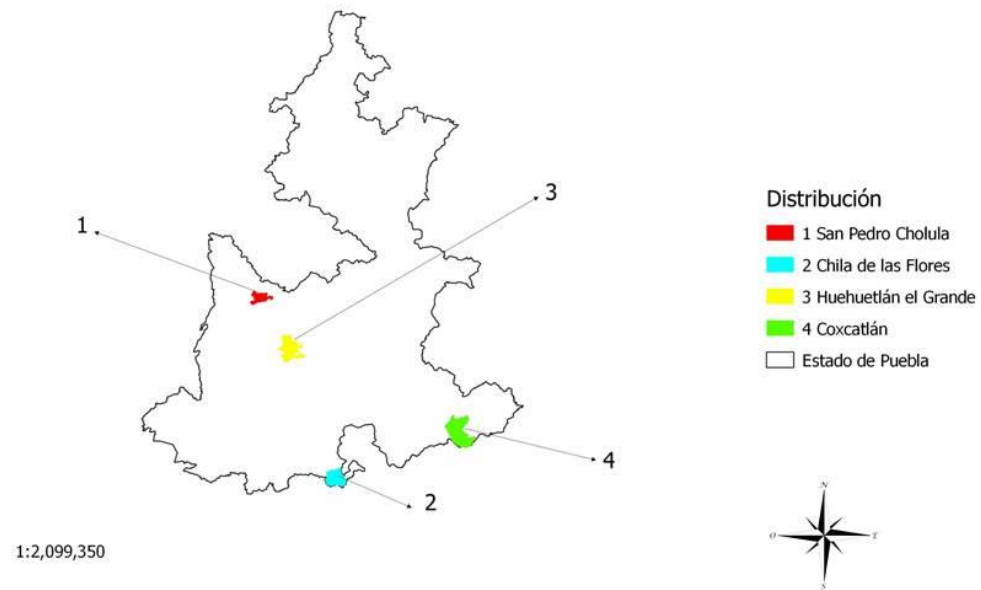 3
1
Distribución
1 San Pedro Cholula
2 Chila de las Flores
3 Huehuetlán el Grande
4 Coxcatlán
Estado de Puebla
4
2
N
O
E
S
1:2,099,350